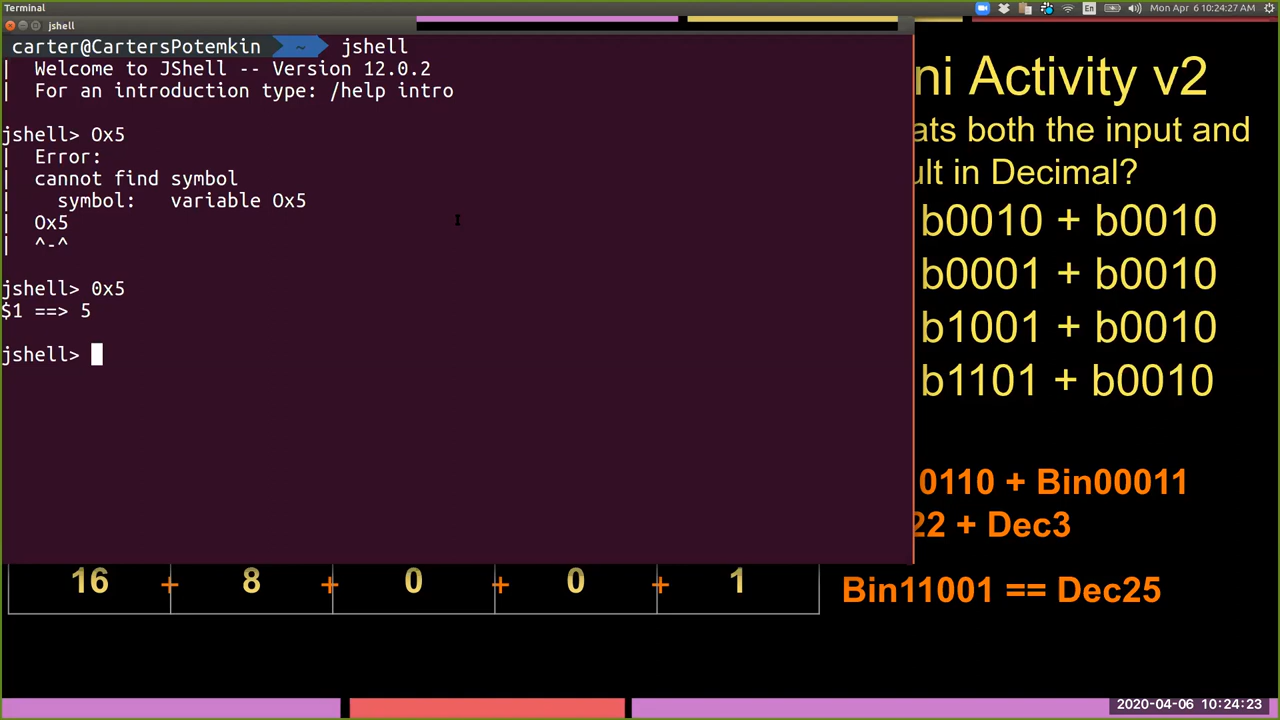 Terminal
En
Mon Apr 6 10:24:27 AM
jshell
carter@CartersPotemkin ~ jshell
| Welcome to JShell -- Version 12.0.2
| For an introduction type: /help intro
jshell> Ox5
| Error:
| cannot find symbol
| symbol: variable Ox5
| Ox5
| ^-^
jshell> 0x5
$1 ==> 5
jshell>
ni Activity v2
ats both the input and
ult in Decimal?
b0010 + b0010
b0001 + b0010
b1001 + b0010
b1101 + b0010
0110 + Bin00011
22 + Dec3
16 + 8 + 0 + 0 + 1
Bin11001 == Dec25
2020-04-06 10:24:23